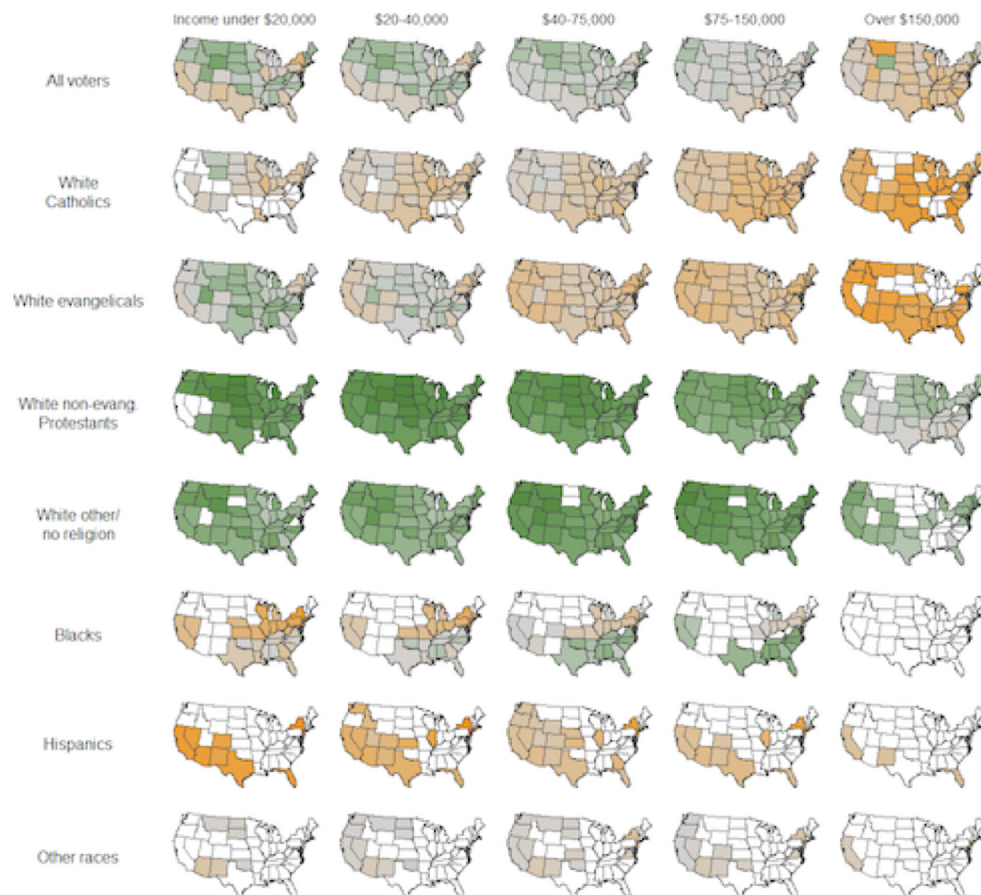 Income under $20,000 $20-40,000 $40-75,000 $75-150,000 Over $150,000
All voters
White
Catholics
White evangelicals
White non-evang.
Protestants
White other/
no religion
Blacks
Hispanics
Other races